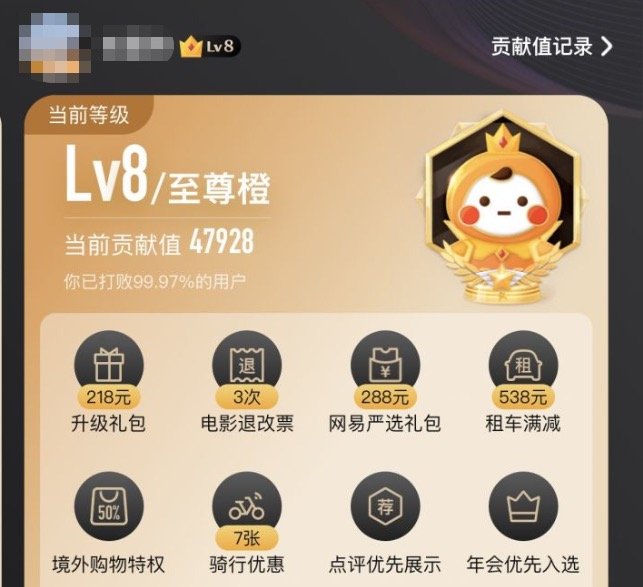 Lv8
贡献值记录
当前等级
Lv8/至尊橙
当前贡献值 47928
你已打败99.97%的用户
218元
退
3次
¥
288元
租
538元
升级礼包
电影退改票
网易严选礼包
租车满减
50%
7张
荐
境外购物特权
骑行优惠
点评优先展示
年会优先入选